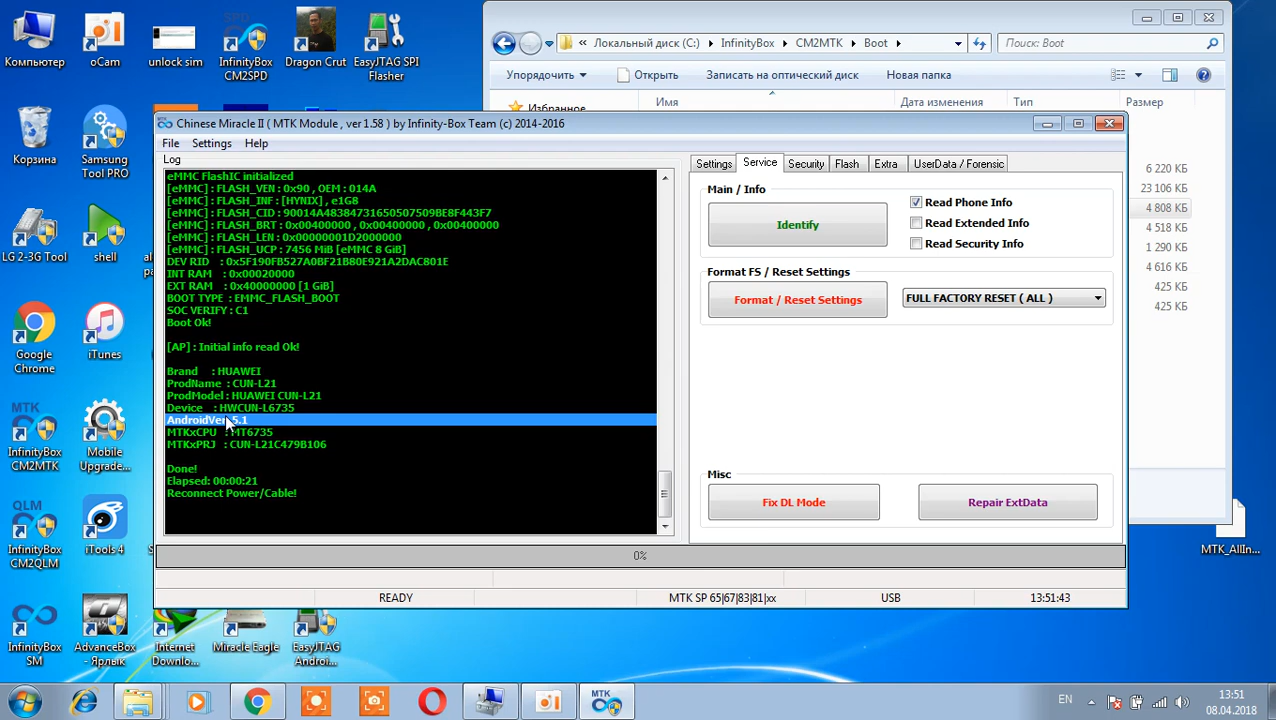 Компьютер
oCam
unlock sim
InfinityBox
CM2SPD
Dragon Crut
EasyJTAG SPI
Flasher
Корзина
Samsung
Tool PRO
LG 2-3G Tool
shell
Google
Chrome
iTunes
InfinityBox
CM2MTK
Mobile
Upgrade...
QLM
InfinityBox
CM2QLM
iTools 4
InfinityBox
SM
AdvanceBox
- Ярлык
Internet
Downlo...
Miracle Eagle
EasyJTAG
Androi...
MTK_AllIn...
Локальный диск (C:)
InfinityBox
CM2MTK
Boot
Поиск: Boot
Упорядочить
Открыть
Записать на оптический диск
Новая папка
Избранное
Имя
Дата изменения
Тип
Размер
6 220 КБ
23 106 КБ
4 808 КБ
4 518 КБ
1 290 КБ
4 616 КБ
425 КБ
425 КБ
Chinese Miracle II ( MTK Module , ver 1.58 ) by Infinity-Box Team (c) 2014-2016
File
Settings
Help
Log
eMMC FlashIC initialized
[eMMC] : FLASH_VEN : 0x90 , OEM : 014A
[eMMC] : FLASH_INF : [HYNIX] , e1G8
[eMMC] : FLASH_CID : 90014A48384731650507509BE8F443F7
[eMMC] : FLASH_BRT : 0x00400000 , 0x00400000 , 0x00400000
[eMMC] : FLASH_LEN : 0x00000001D2000000
[eMMC] : FLASH_UCP : 7456 MiB [eMMC 8 GiB]
DEV RID : 0x5F190FB527A0BF21B80E921A2DAC801E
INT RAM : 0x00020000
EXT RAM : 0x40000000 [1 GiB]
BOOT TYPE : EMMC_FLASH_BOOT
SOC VERIFY : C1
Boot Ok!
[AP] : Initial info read Ok!
Brand : HUAWEI
ProdName : CUN-L21
ProdModel : HUAWEI CUN-L21
Device : HWCUN-L6735
AndroidVer 5.1
MTKxCPU : MT6735
MTKxPRJ : CUN-L21C479B106
Done!
Elapsed: 00:00:21
Reconnect Power/Cable!
Settings
Service
Security
Flash
Extra
UserData / Forensic
Main / Info
Identify
Read Phone Info
Read Extended Info
Read Security Info
Format FS / Reset Settings
Format / Reset Settings
FULL FACTORY RESET ( ALL )
Misc
Fix DL Mode
Repair ExtData
0%
READY
MTK SP 65|67|83|81|xx
USB
13:51:43
MTK
EN
13:51
08.04.2018